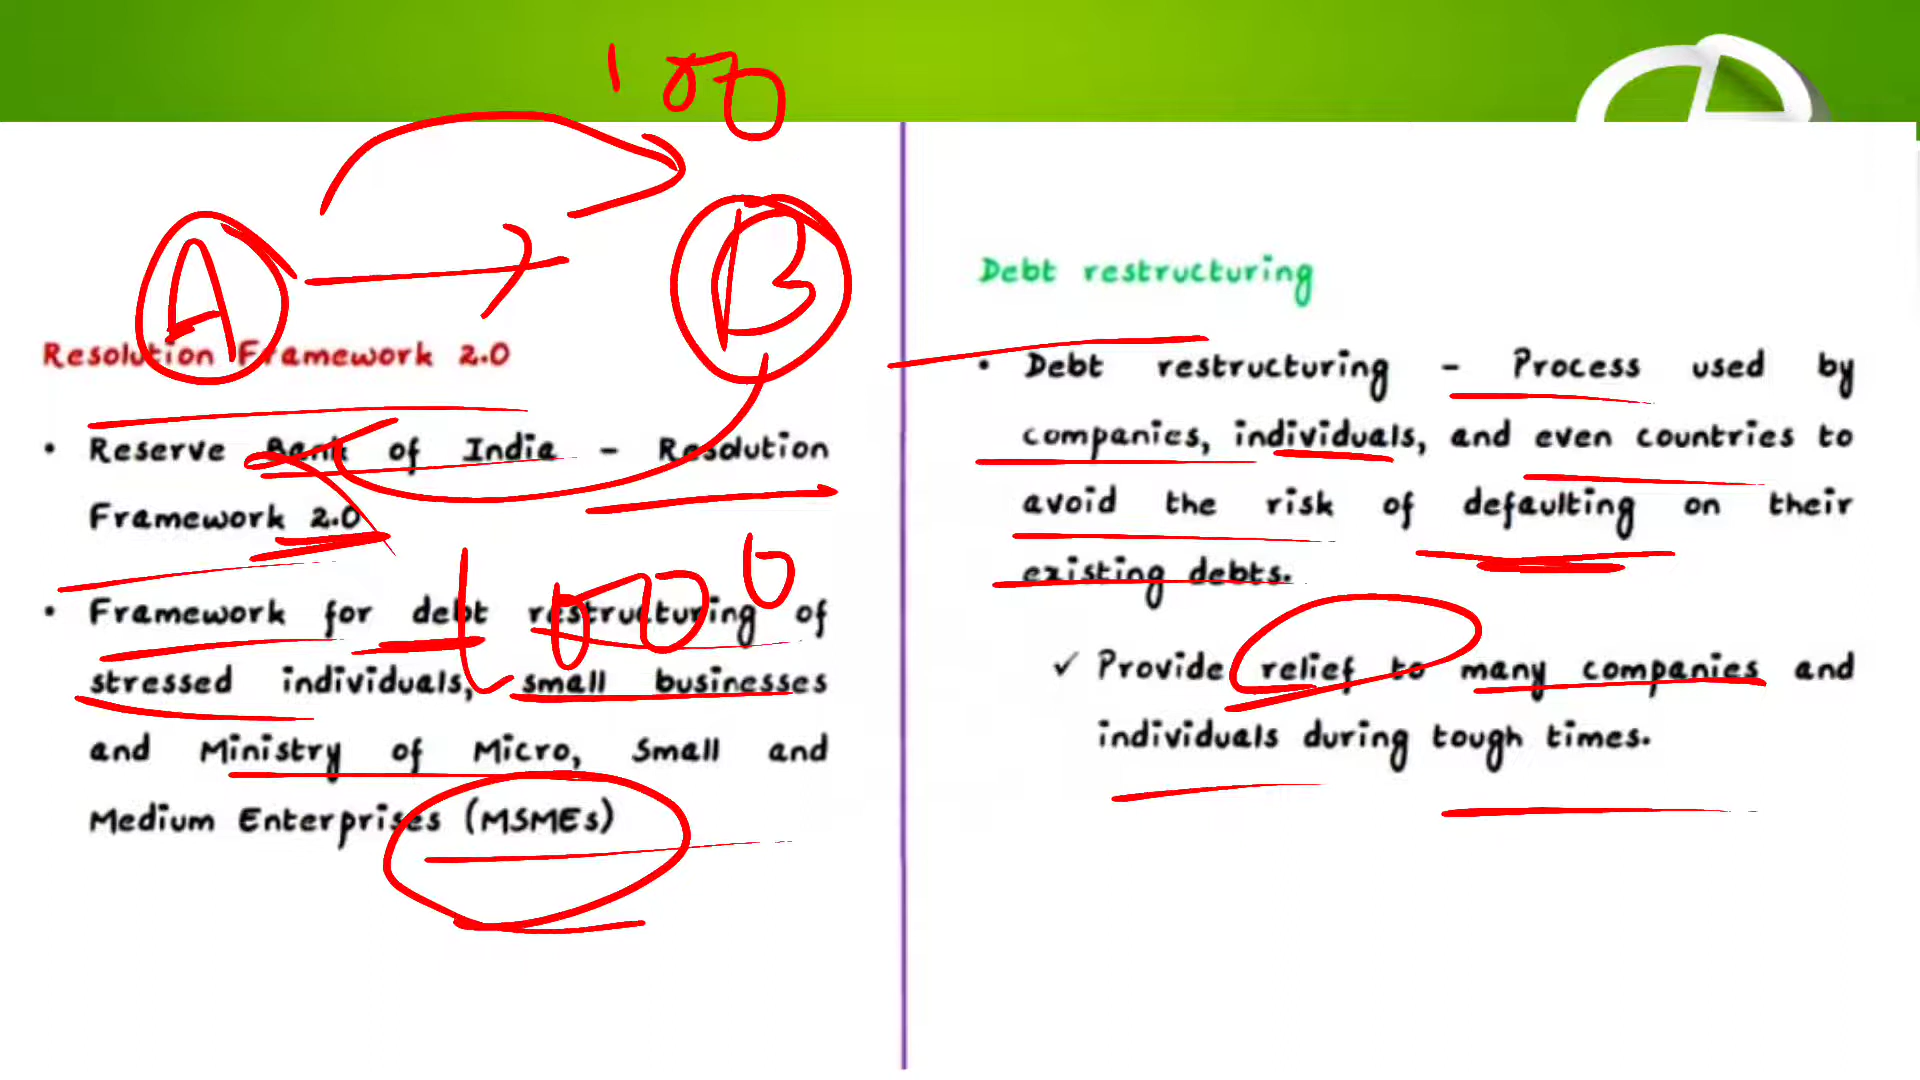 100
A
B
Resolution Framework 2.0
• Reserve Bank of India - Resolution
Framework 2.0
• Framework for debt restructuring of
stressed individuals, small businesses
and Ministry of Micro, Small and
Medium Enterprises (MSMEs)
Debt restructuring
• Debt restructuring - Process used by
companies, individuals, and even countries to
avoid the risk of defaulting on their
existing debts.
✓ Provide relief to many companies and
individuals during tough times.